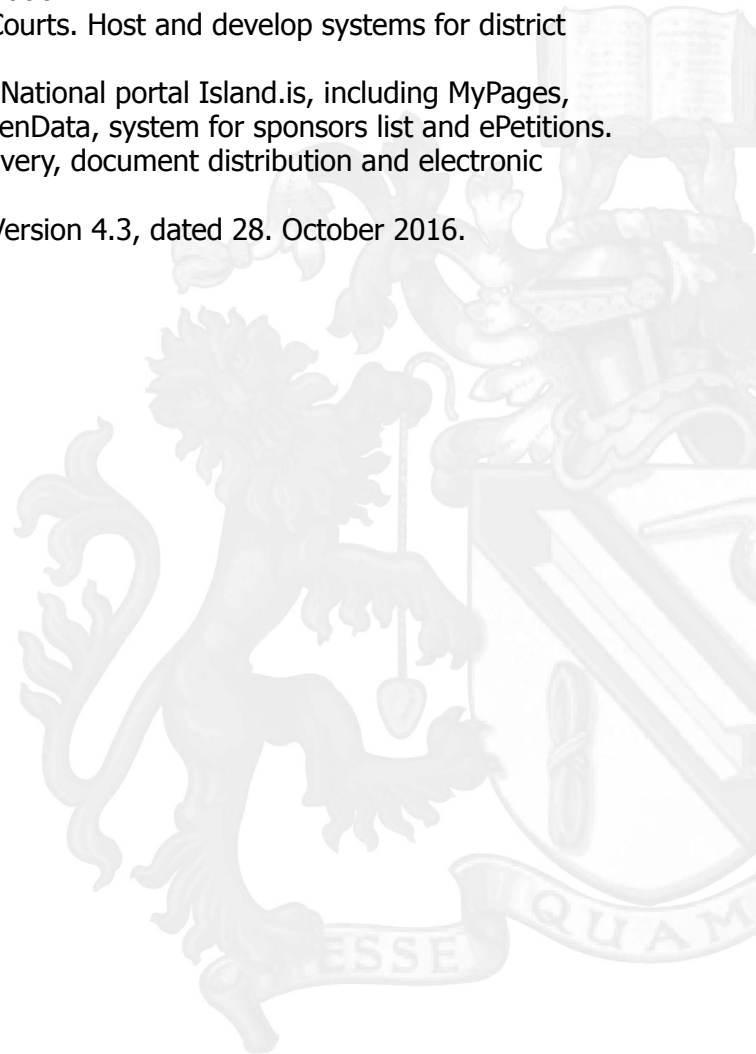 Courts. Host and develop systems for district
National portal Island.is, including MyPages,
enData, system for sponsors list and ePetitions.
very, document distribution and electronic
Version 4.3, dated 28. October 2016.
ESSE
QUAM